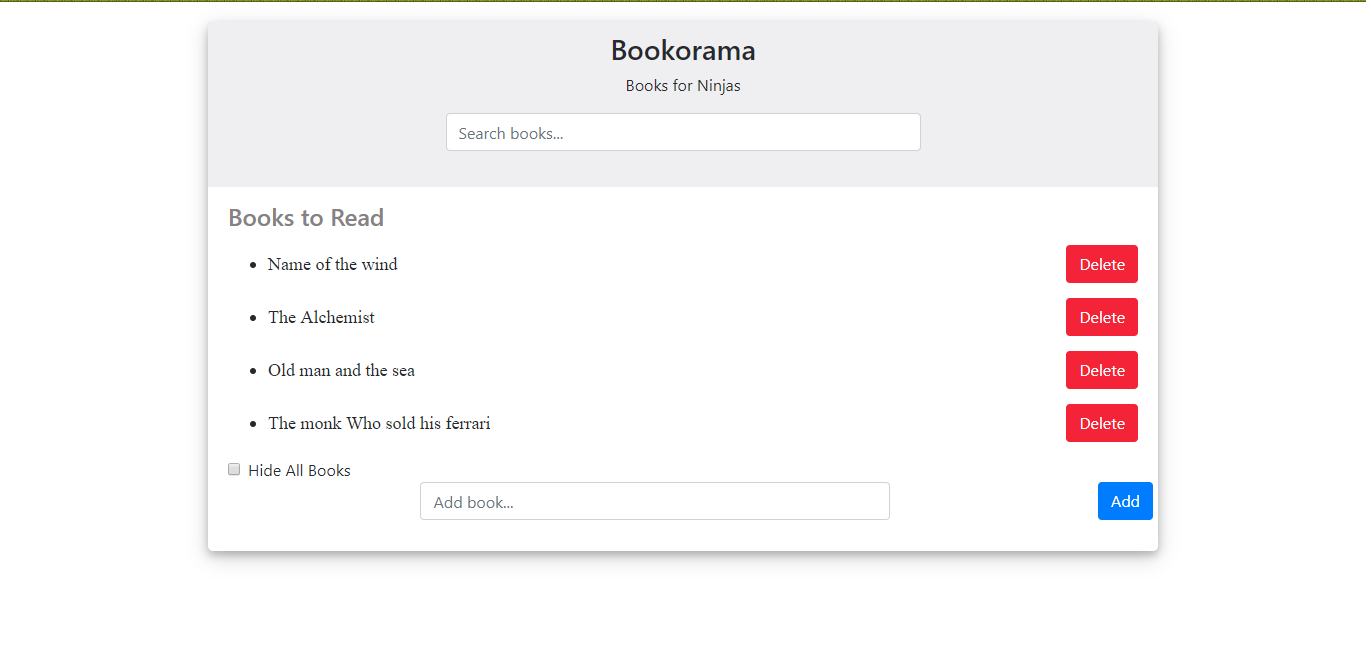 Bookorama
Books for Ninjas
Search books...
Books to Read
Name of the wind Delete
The Alchemist Delete
Old man and the sea Delete
The monk Who sold his ferrari Delete
Hide All Books
Add book... Add